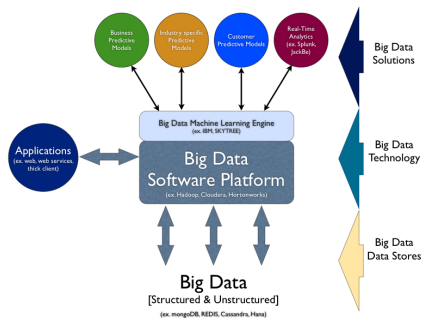 Business
Predictive
Models
Industry specific
Predictive
Models
Customer
Predictive Models
Real-Time
Analytics
(ex. Splunk,
JackBe)
Big Data
Solutions
Big Data Machine Learning Engine
(ex. IBM, SKYTREE)
Applications
(ex. web, web services,
thick client)
Big Data
Software Platform
(ex. Hadoop, Cloudera, Hortonworks)
Big Data
Technology
Big Data
Data Stores
Big Data
[Structured & Unstructured]
(ex. mongoDB, REDIS, Cassandra, Hana)